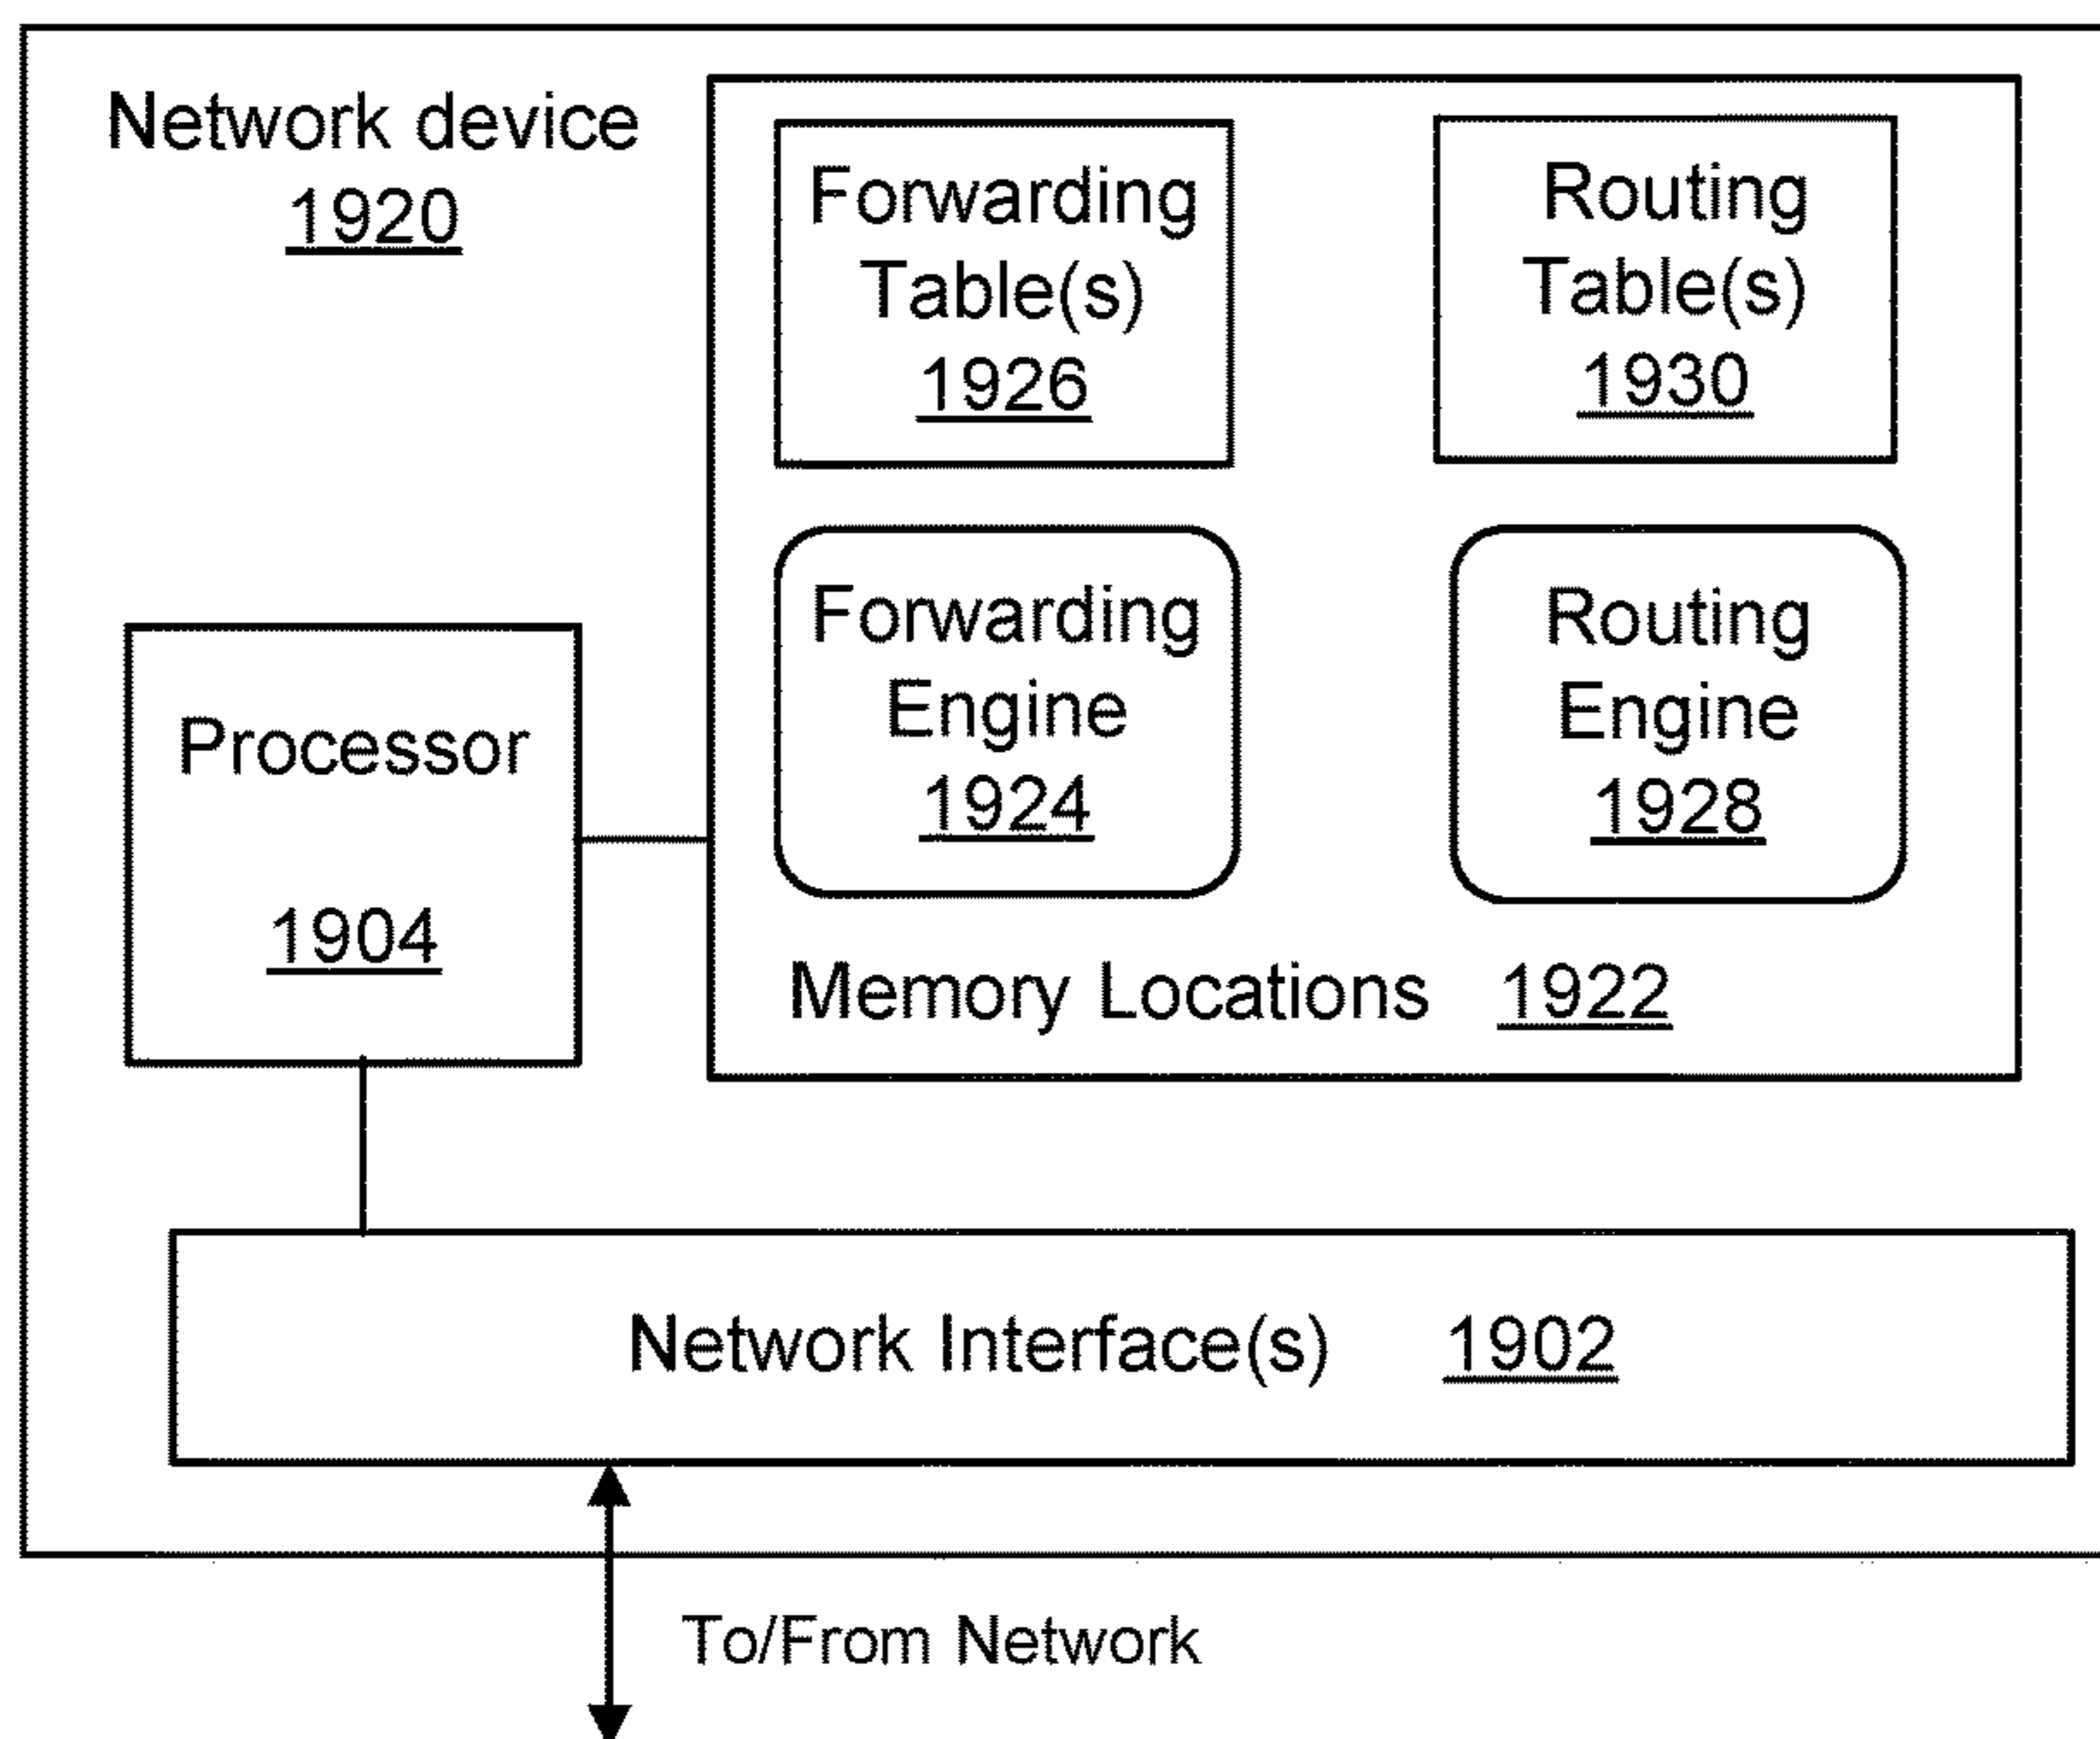 Network device
1920
Forwarding
Table(s)
1926
Routing
Table(s)
1930
Forwarding
Engine
1924
Routing
Engine
1928
Memory Locations 1922
Processor
1904
Network Interface(s) 1902
To/From Network